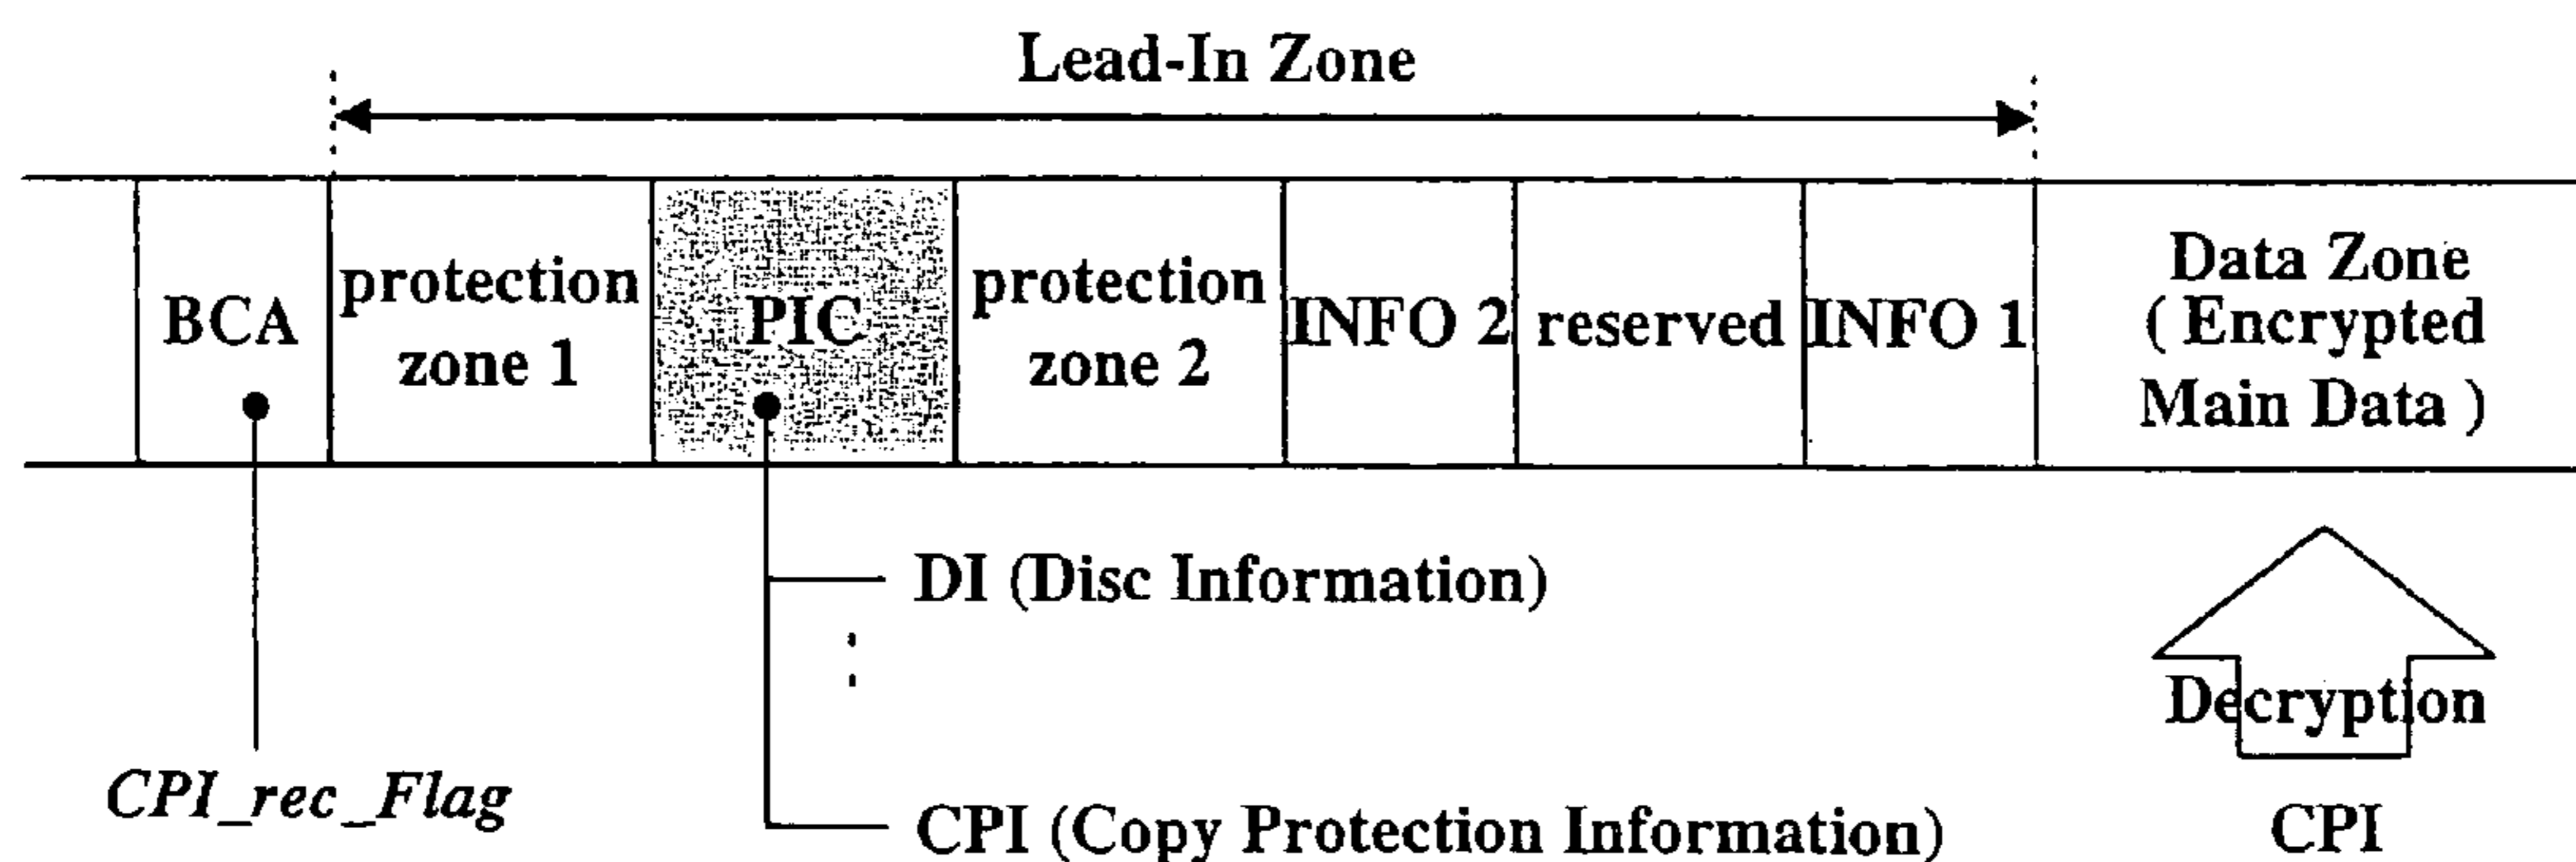 Lead-In Zone
BCA
protection
zone 1
PIC
protection
zone 2
INFO 2
reserved
INFO 1
Data Zone
( Encrypted
Main Data )
DI (Disc Information)
Decryption
CPI_rec_Flag
CPI (Copy Protection Information)
CPI